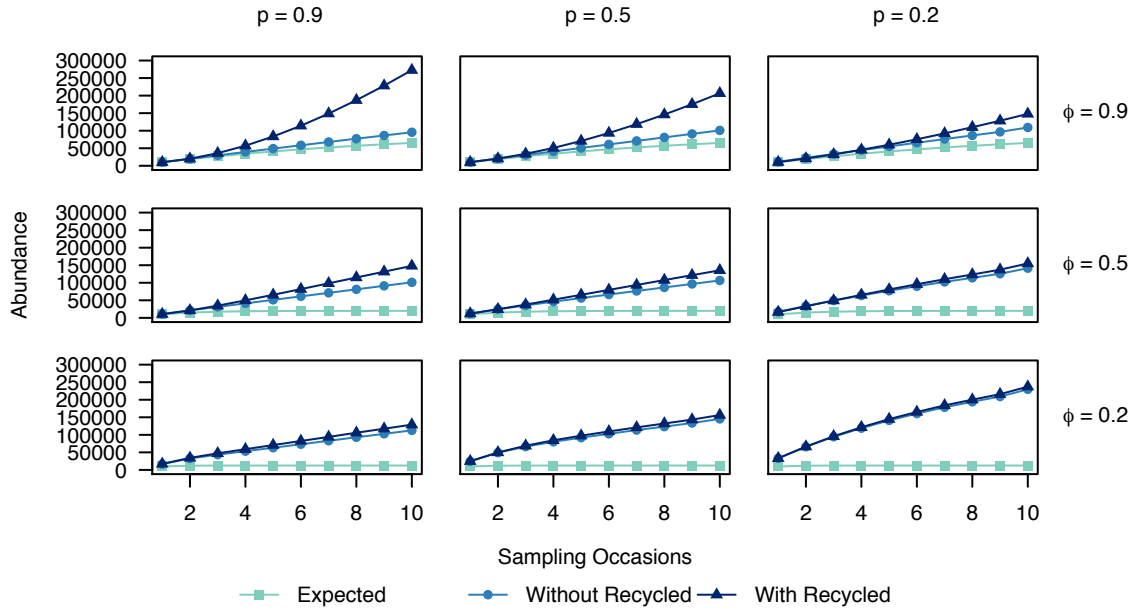 p = 0.9 p = 0.5 p = 0.2
300000
250000
200000
150000
100000
50000
0
ϕ = 0.9
300000
250000
200000
150000
100000
50000
0
ϕ = 0.5
300000
250000
200000
150000
100000
50000
0
ϕ = 0.2
Abundance
2 4 6 8 10 2 4 6 8 10 2 4 6 8 10
Sampling Occasions
Expected Without Recycled With Recycled